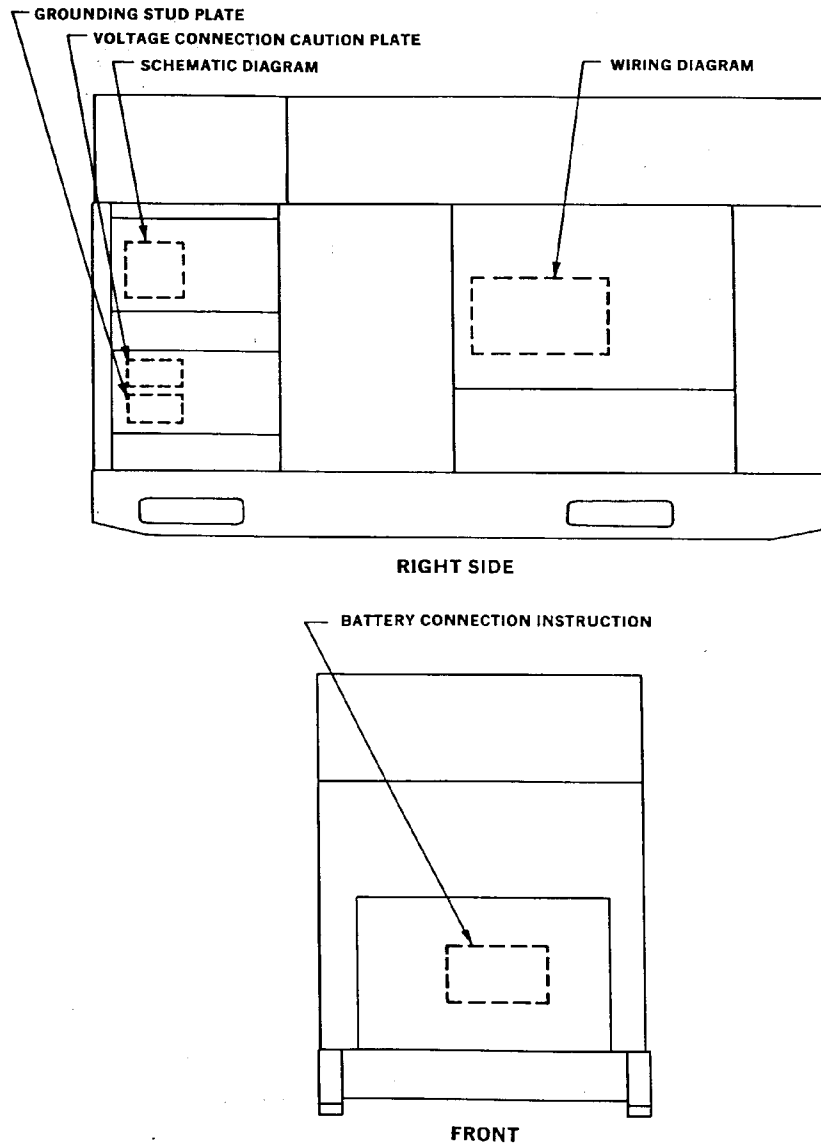 GROUNDING STUD PLATE
VOLTAGE CONNECTION CAUTION PLATE
SCHEMATIC DIAGRAM
WIRING DIAGRAM
RIGHT SIDE
BATTERY CONNECTION INSTRUCTION
FRONT